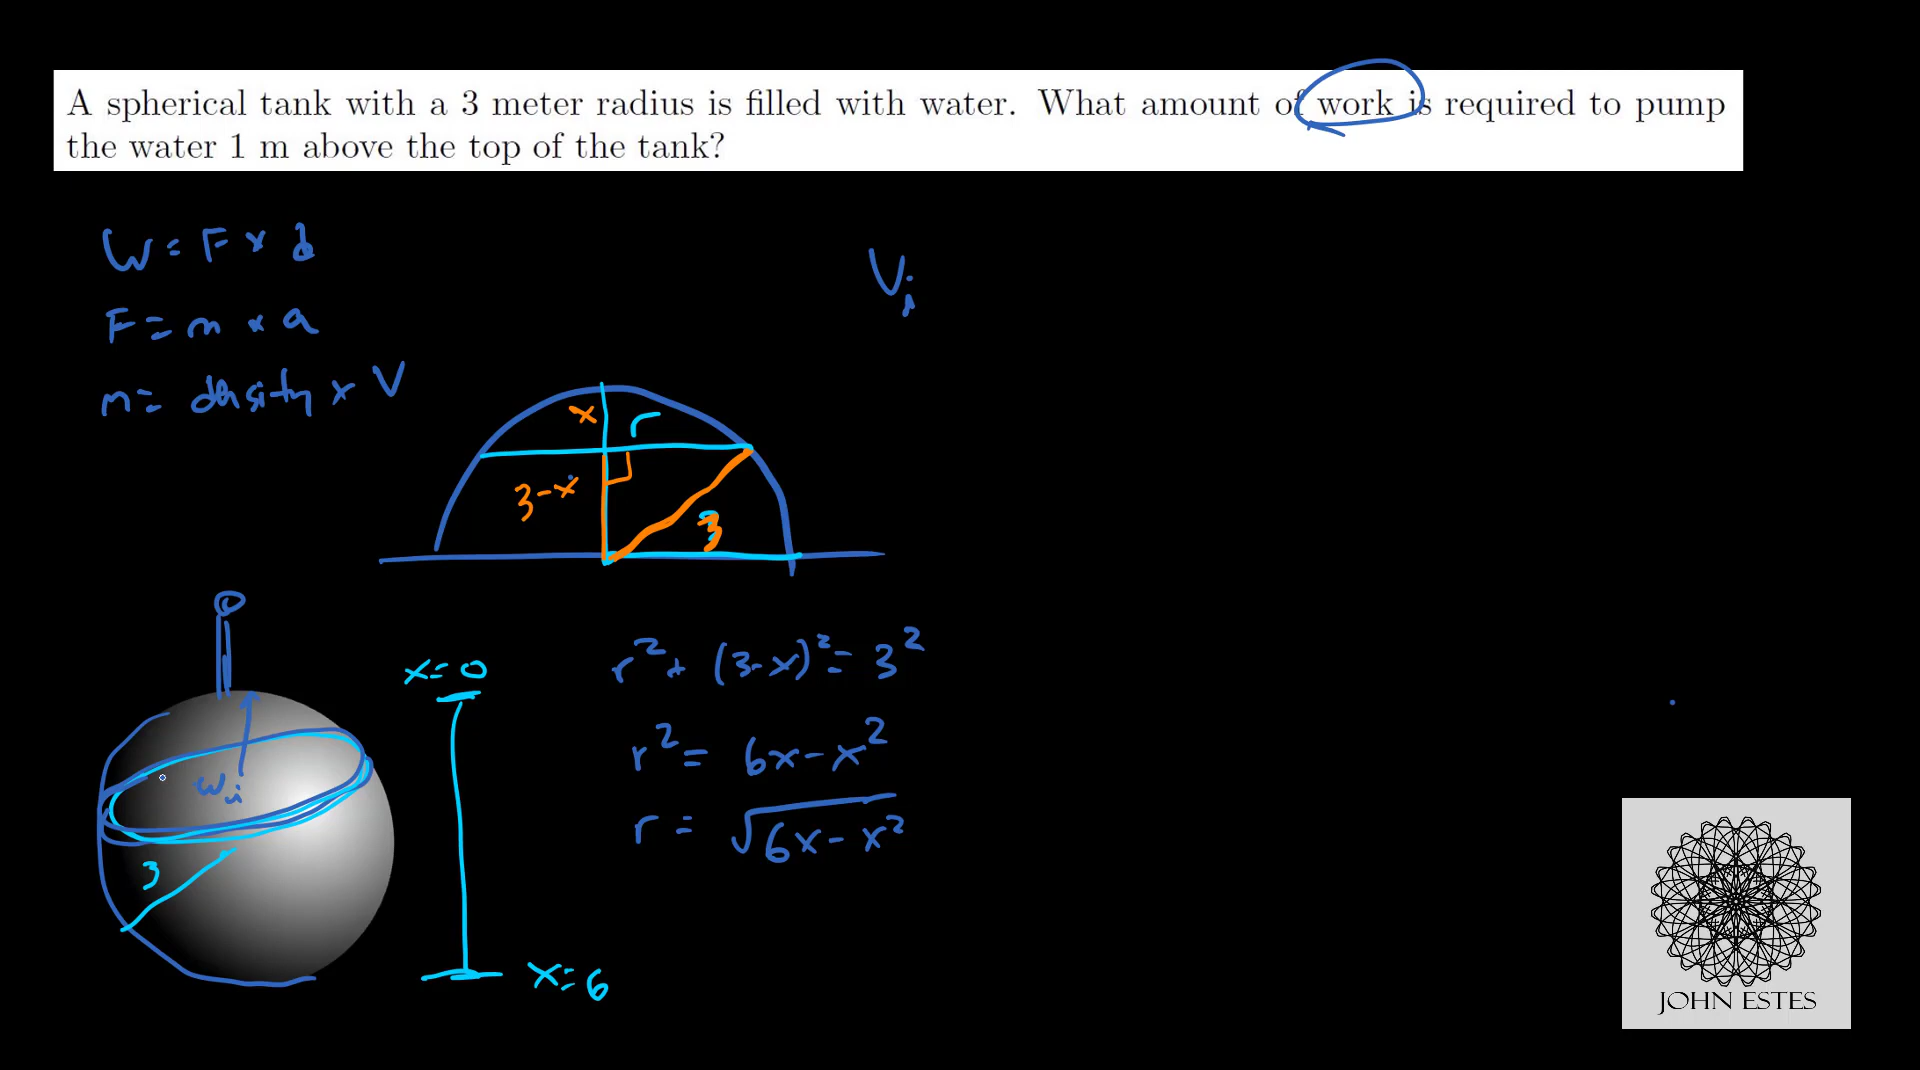 A spherical tank with a 3 meter radius is filled with water. What amount of work is required to pump
the water 1 m above the top of the tank?
W = F × d
F = m × a
m = density × V
V_i
x
r
3-x
3
x=0
r² + (3-x)² = 3²
r² = 6x - x²
w_i
r = √(6x - x²)
3
x=6
JOHN ESTES